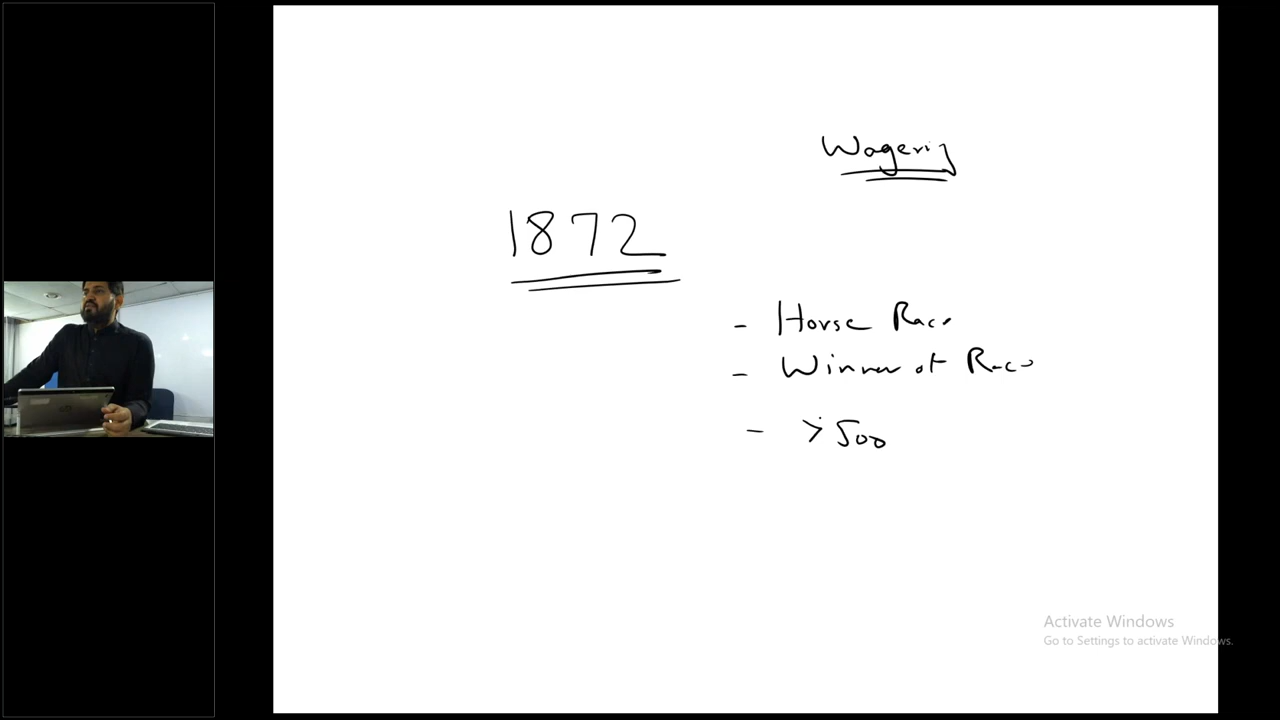 Wagering
1872
- Horse Race
- Winner of Race
- > 500
Activate Windows
Go to Settings to activate Windows.